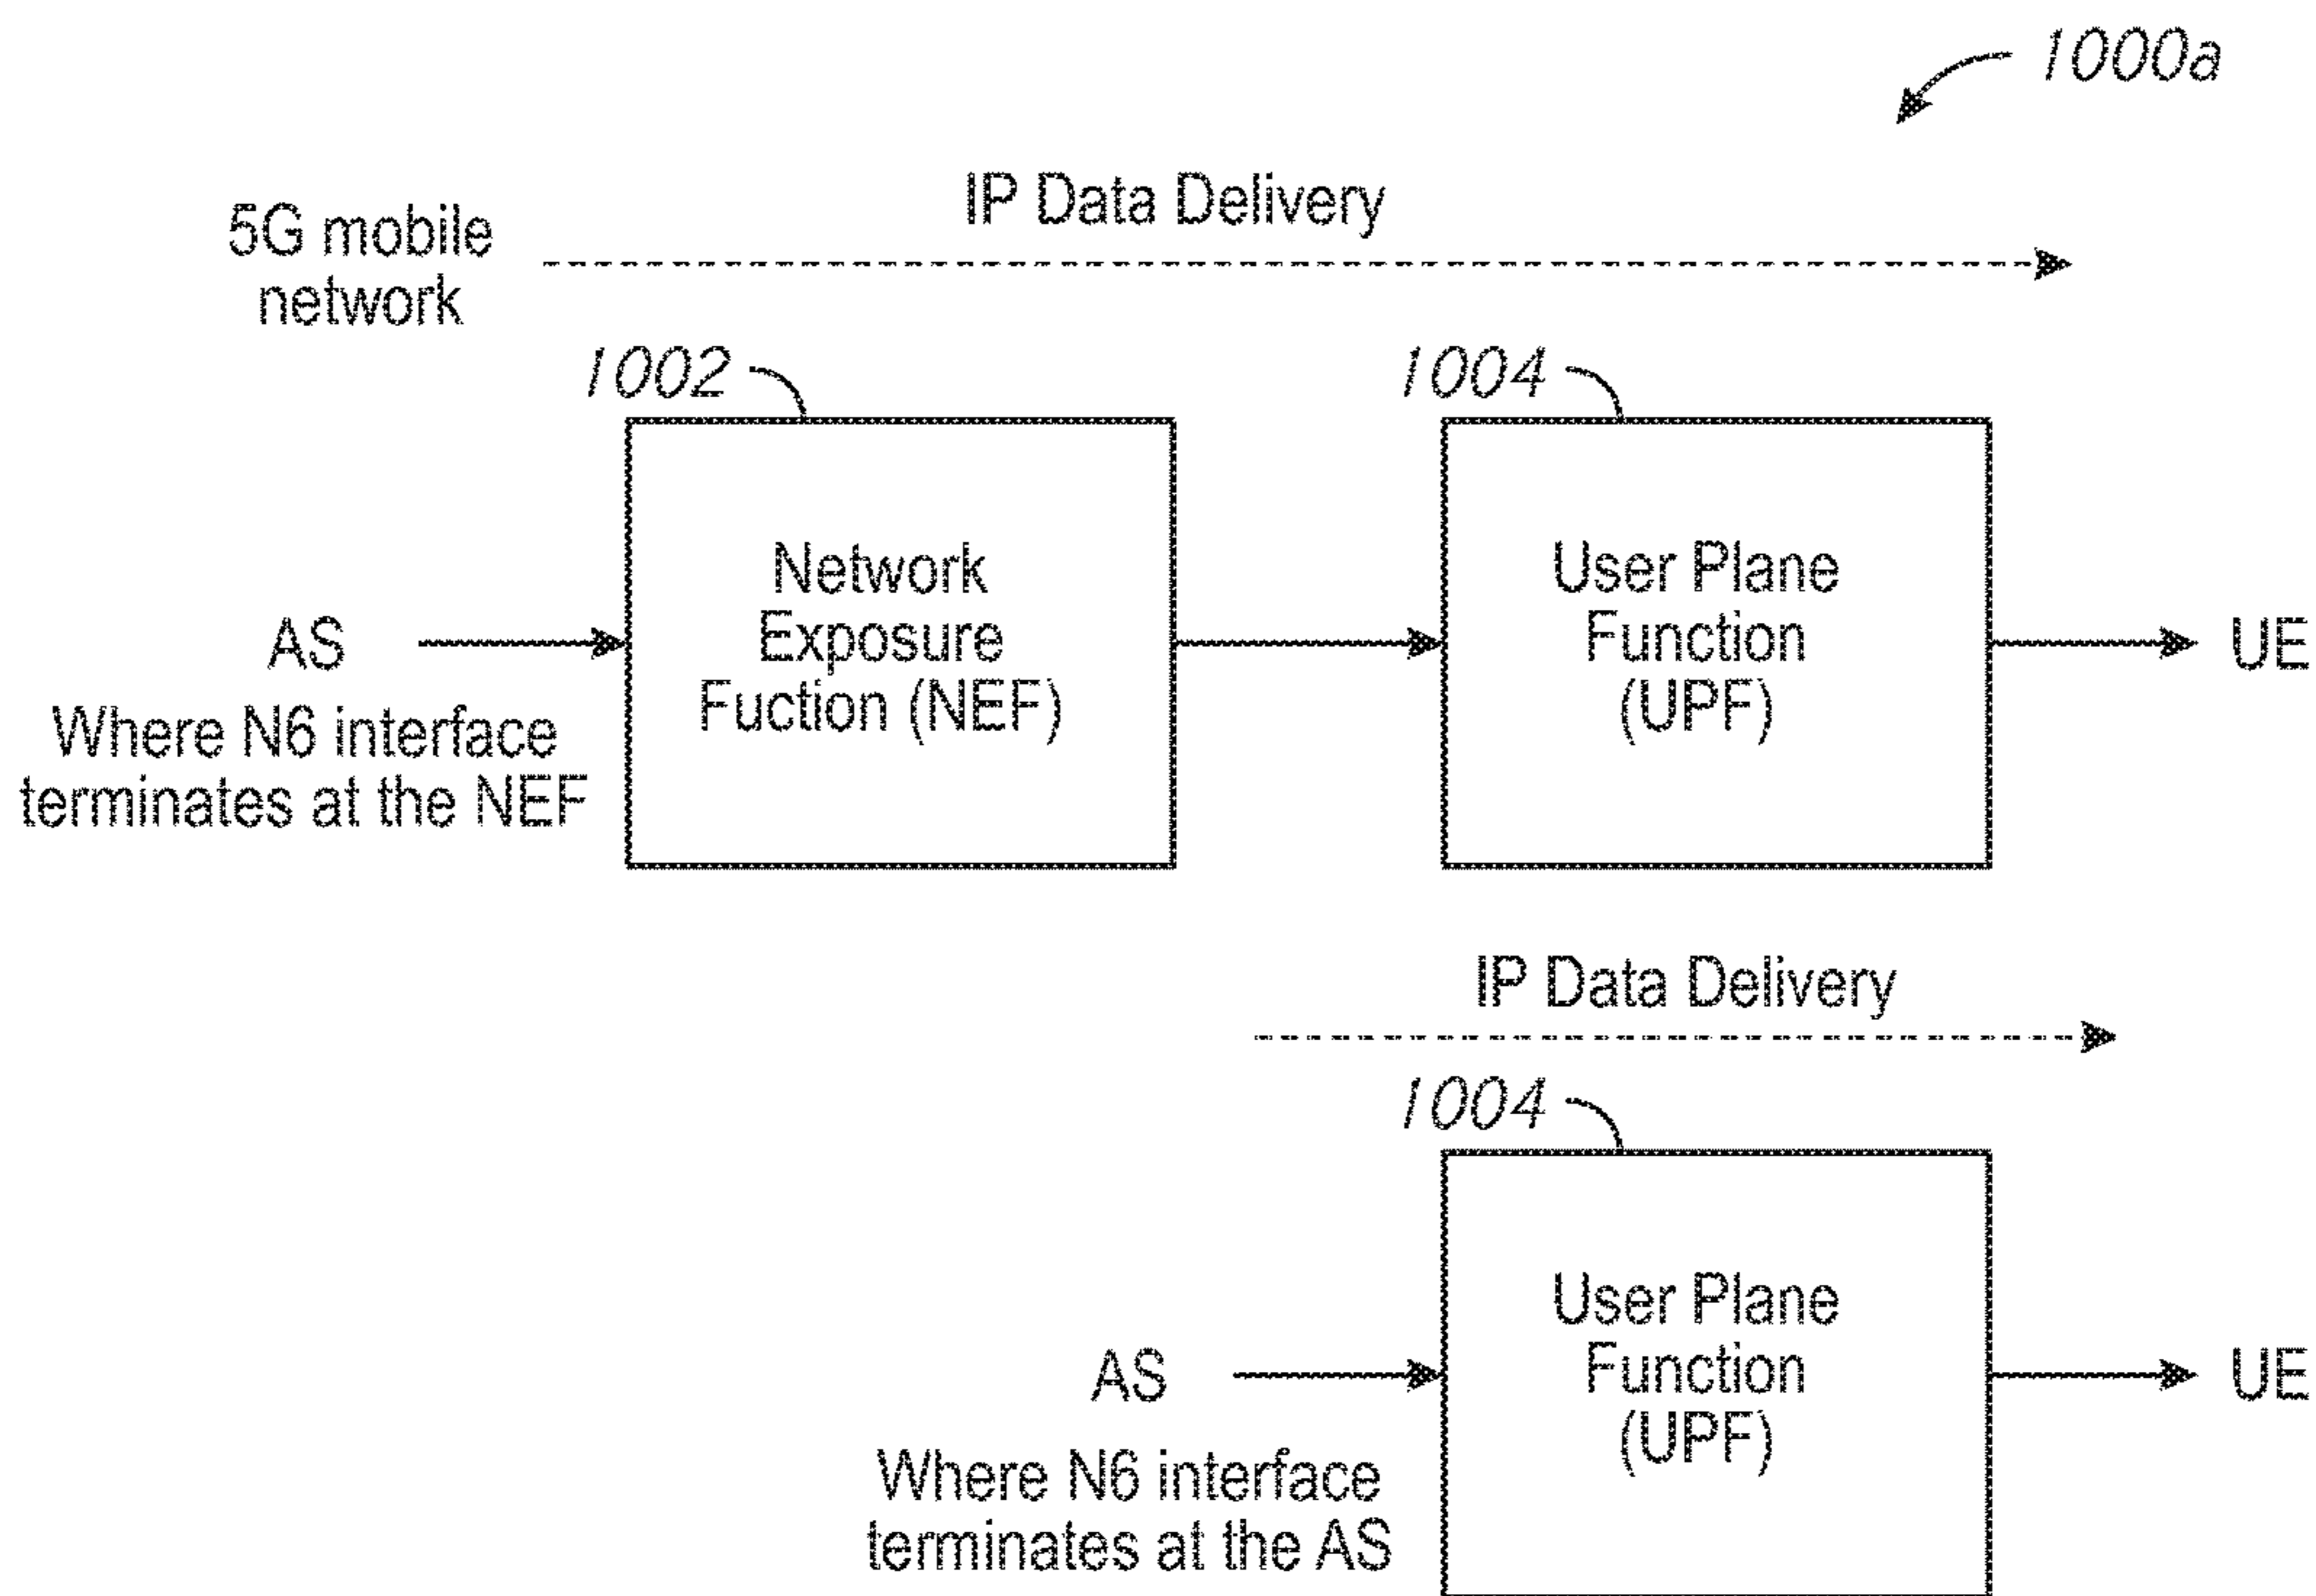 1000a
IP Data Delivery
5G mobile
network
1002
1004
Network
Exposure
Fuction (NEF)
User Plane
Function
(UPF)
AS
UE
Where N6 interface
terminates at the NEF
IP Data Delivery
1004
User Plane
Function
(UPF)
AS
UE
Where N6 interface
terminates at the AS